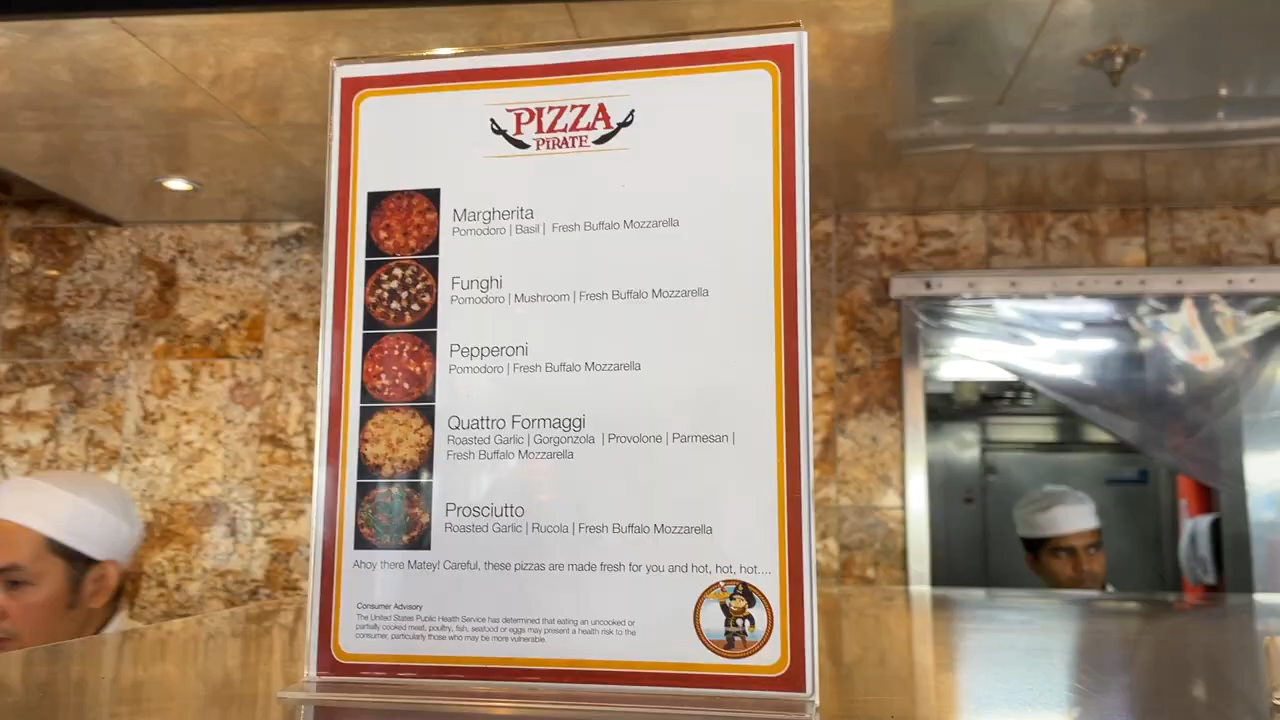 PIZZA
PIRATE
Margherita
Pomodoro | Basil | Fresh Buffalo Mozzarella
Funghi
Pomodoro | Mushroom | Fresh Buffalo Mozzarella
Pepperoni
Pomodoro | Fresh Buffalo Mozzarella
Quattro Formaggi
Roasted Garlic | Gorgonzola | Provolone | Parmesan |
Fresh Buffalo Mozzarella
Prosciutto
Roasted Garlic | Rucola | Fresh Buffalo Mozzarella
Ahoy there Matey! Careful, these pizzas are made fresh for you and hot, hot, hot....
Consumer Advisory
The United States Public Health Service has determined that eating an uncooked or
partially cooked meat, poultry, fish, seafood or eggs may present a health risk to the
consumer, particularly those who may be more vulnerable.